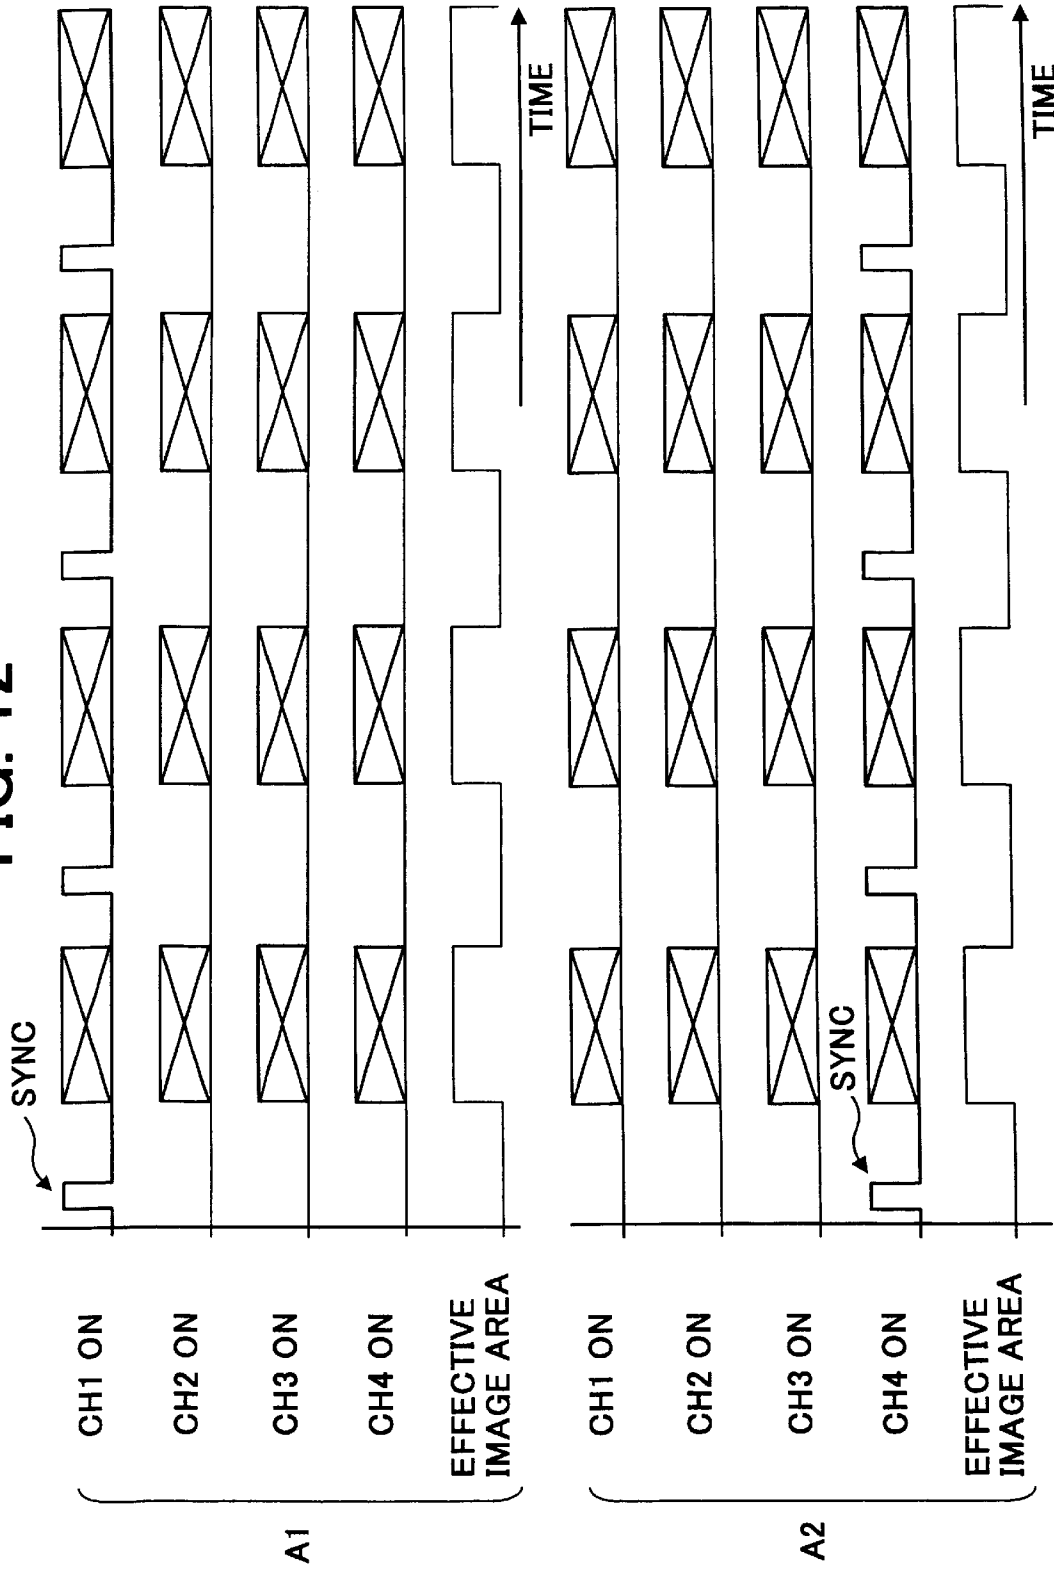 FIG. 12
SYNC
CH1 ON
CH2 ON
CH3 ON
CH4 ON
EFFECTIVE
IMAGE AREA
A1
TIME
CH1 ON
CH2 ON
CH3 ON
SYNC
CH4 ON
EFFECTIVE
IMAGE AREA
A2
TIME